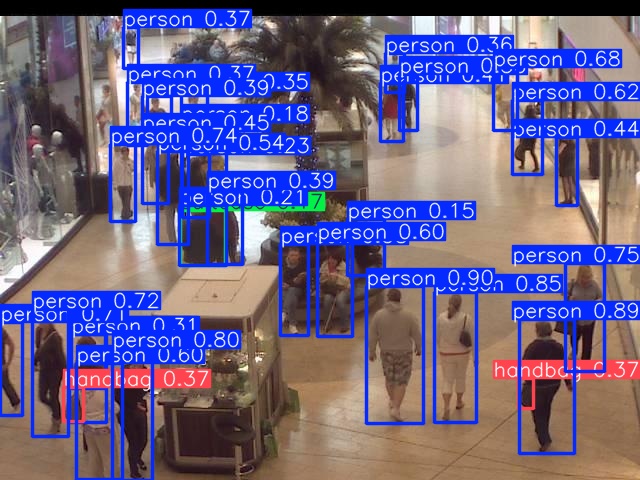 person 0.37
person 0.36
person 0.68
person 0.37
0.35
person 0.39
person 0.62
0.18
person 0.44
0.45
person 0.74
0.54
23
person 0.39
person 0.21
7
person 0.15
person 0.60
person 0.75
person 0.90
0.85
person 0.72
person 0.89
0.71
person 0.31
person 0.80
person 0.60
handbag 0.37
handbag 0.37